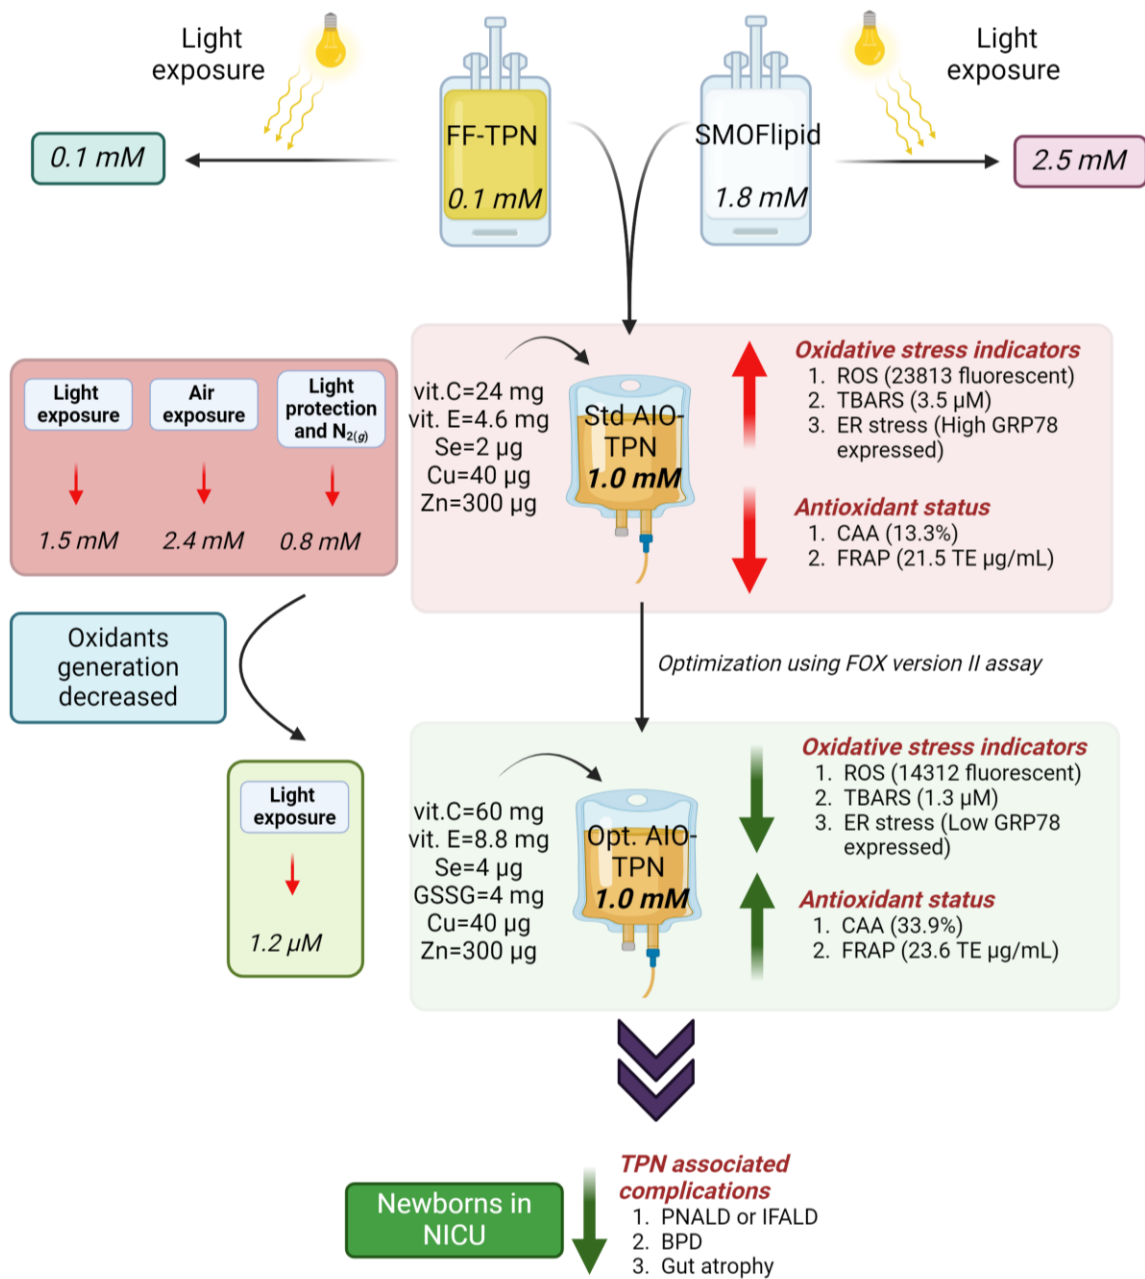 Light
exposure
FF-TPN
0.1 mM
SMOFlipid
1.8 mM
Light
exposure
0.1 mM
2.5 mM
Light
exposure
1.5 mM
Air
exposure
2.4 mM
Light
protection
and N2(g)
0.8 mM
vit.C=24 mg
vit. E=4.6 mg
Se=2 µg
Cu=40 µg
Zn=300 µg
Std AIO-
TPN
1.0 mM
Oxidative stress indicators
1. ROS (23813 fluorescent)
2. TBARS (3.5 µM)
3. ER stress (High GRP78
expressed)
Antioxidant status
1. CAA (13.3%)
2. FRAP (21.5 TE µg/mL)
Oxidants
generation
decreased
Optimization using FOX version II assay
Light
exposure
1.2 µM
vit.C=60 mg
vit. E=8.8 mg
Se=4 µg
GSSG=4 mg
Cu=40 µg
Zn=300 µg
Opt. AIO-
TPN
1.0 mM
Oxidative stress indicators
1. ROS (14312 fluorescent)
2. TBARS (1.3 µM)
3. ER stress (Low GRP78
expressed)
Antioxidant status
1. CAA (33.9%)
2. FRAP (23.6 TE µg/mL)
Newborns in
NICU
TPN associated
complications
1. PNALD or IFALD
2. BPD
3. Gut atrophy